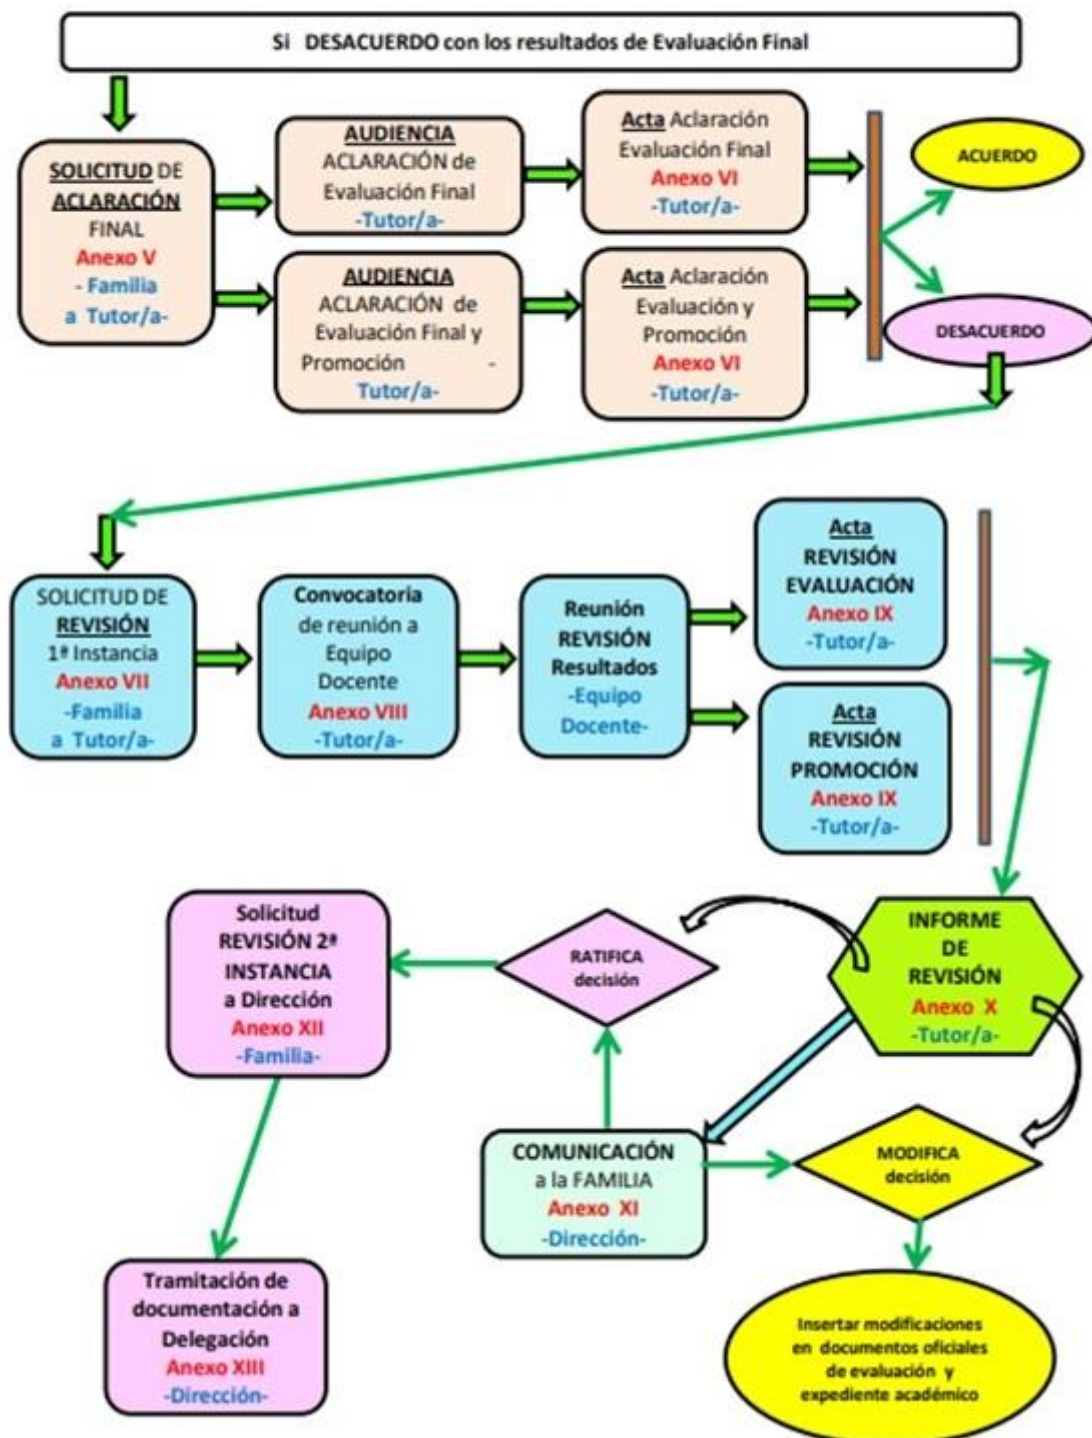 Si DESACUERDO con los resultados de Evaluación Final
SOLICITUD DE
ACLARACIÓN
FINAL
Anexo V
- Familia
a Tutor/a-
AUDIENCIA
ACLARACIÓN de
Evaluación Final
-Tutor/a-
Acta Aclaración
Evaluación Final
Anexo VI
-Tutor/a-
ACUERDO
AUDIENCIA
ACLARACIÓN de
Evaluación Final y
Promoción -
Tutor/a-
Acta Aclaración
Evaluación y
Promoción
Anexo VI
-Tutor/a-
DESACUERDO
SOLICITUD DE
REVISIÓN
1ª Instancia
Anexo VII
-Familia
a Tutor/a-
Convocatoria
de reunión a
Equipo
Docente
Anexo VIII
-Tutor/a-
Reunión
REVISIÓN
Resultados
-Equipo
Docente-
Acta
REVISIÓN
EVALUACIÓN
Anexo IX
-Tutor/a-
Acta
REVISIÓN
PROMOCIÓN
Anexo IX
-Tutor/a-
INFORME
DE
REVISIÓN
Anexo X
-Tutor/a-
RATIFICA
decisión
Solicitud
REVISIÓN 2ª
INSTANCIA
a Dirección
Anexo XII
-Familia-
COMUNICACIÓN
a la FAMILIA
Anexo XI
-Dirección-
MODIFICA
decisión
Tramitación de
documentación a
Delegación
Anexo XIII
-Dirección-
Insertar modificaciones
en documentos oficiales
de evaluación y
expediente académico